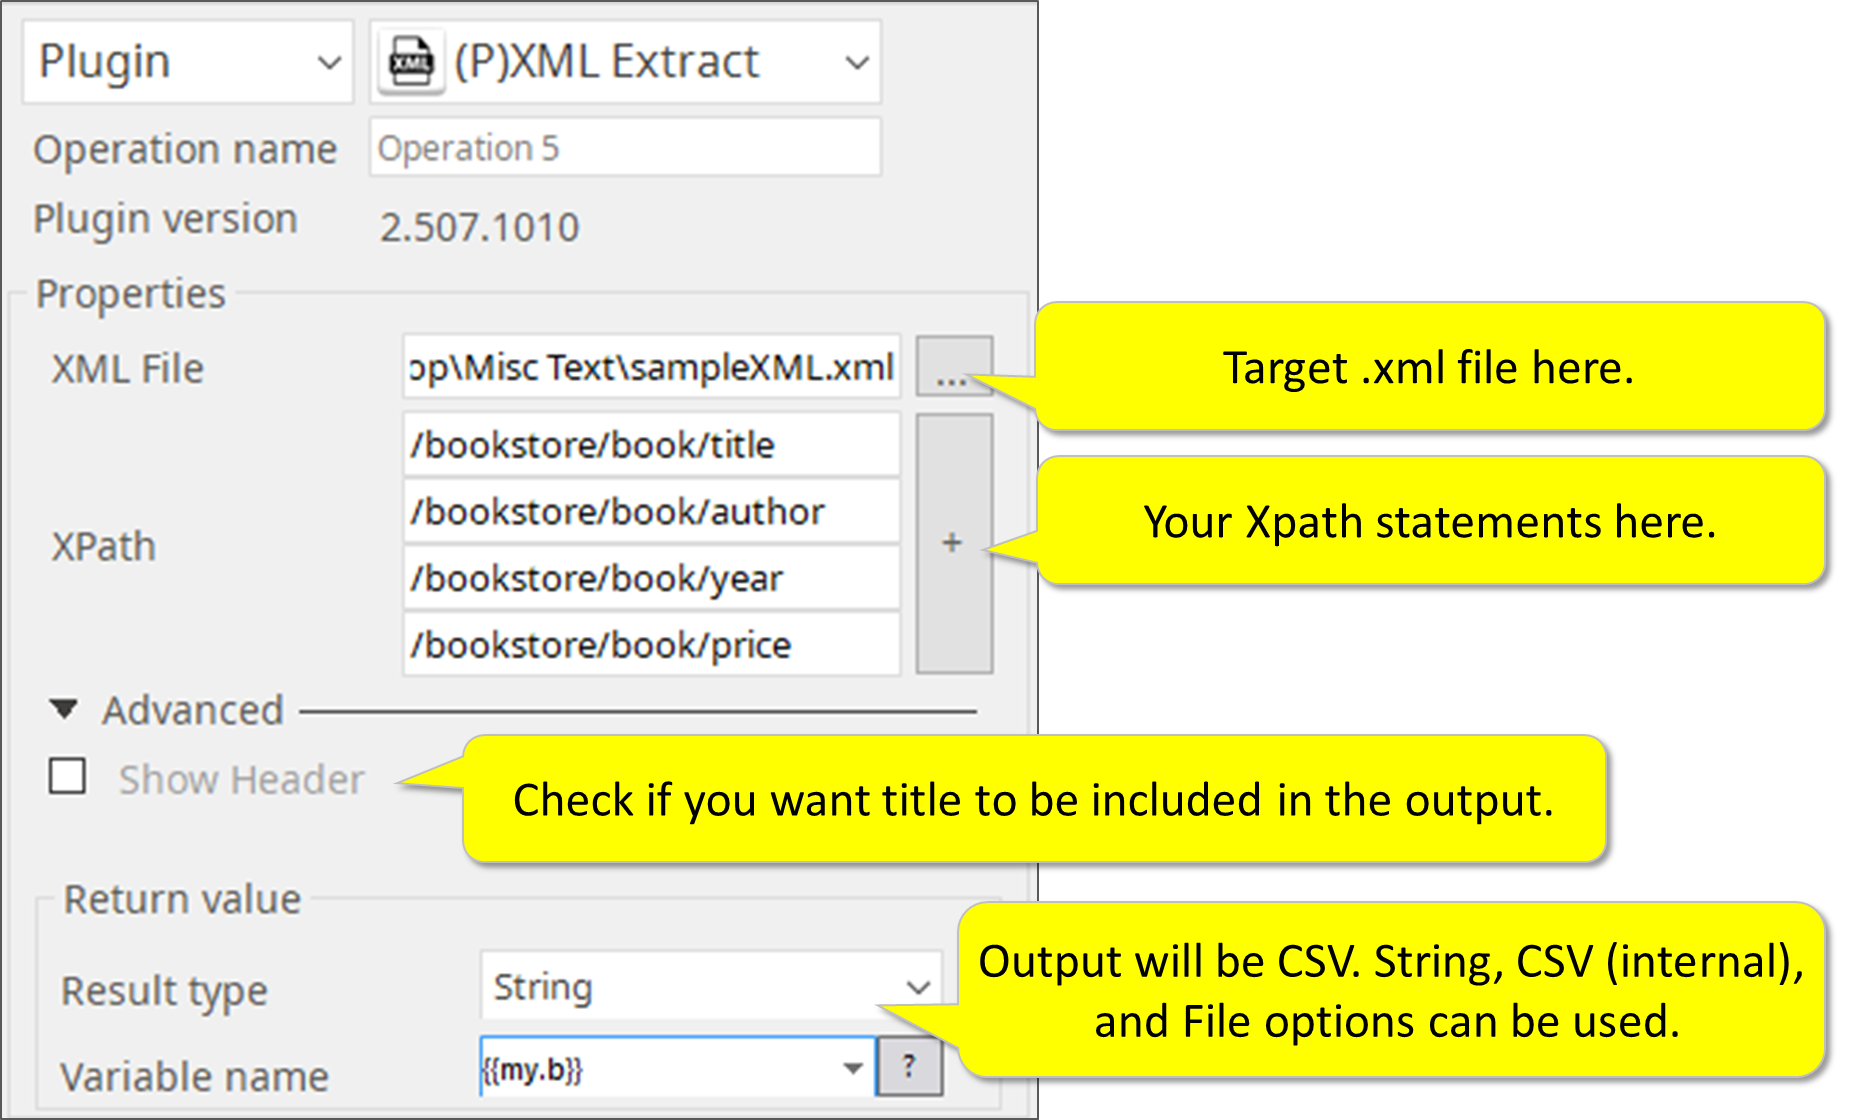 Plugin
XML
(P)XML Extract
Operation name
Operation 5
Plugin version
2.507.1010
Properties
XML File
op\Misc Text\sampleXML.xml
...
Target .xml file here.
XPath
/bookstore/book/title
/bookstore/book/author
/bookstore/book/year
/bookstore/book/price
+
Your Xpath statements here.
Advanced
Show Header
Check if you want title to be included in the output.
Return value
Result type
String
Output will be CSV. String, CSV (internal),
and File options can be used.
Variable name
{{my.b}}
?